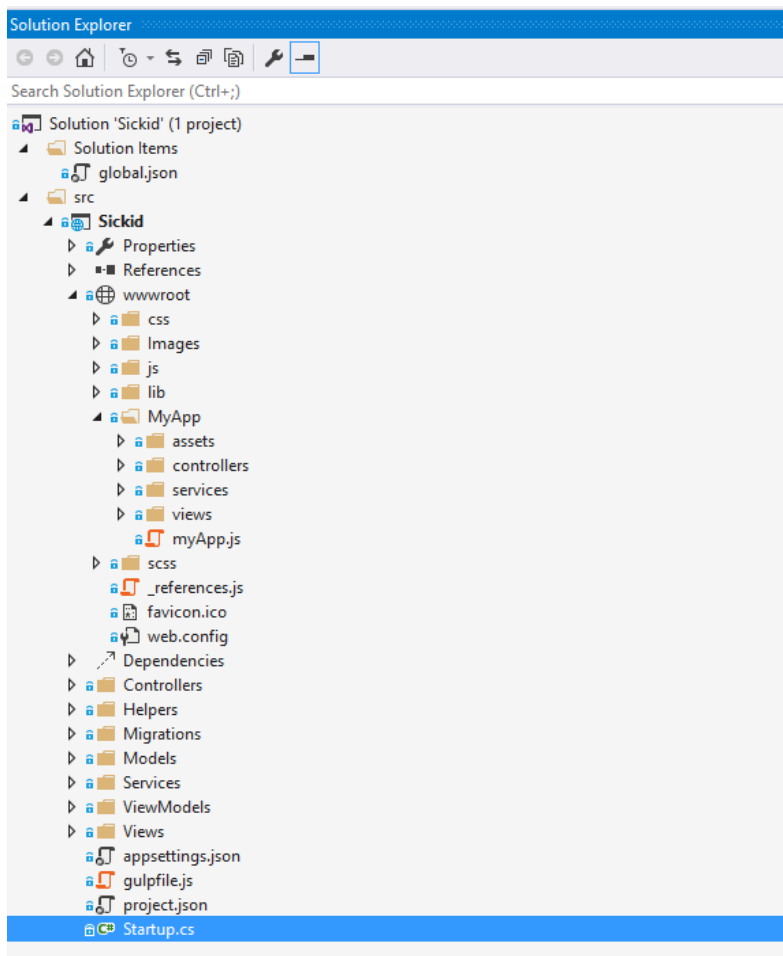 Solution Explorer
Search Solution Explorer (Ctrl+;)
Solution 'Sickid' (1 project)
Solution Items
global.json
src
Sickid
Properties
References
wwwroot
css
Images
js
lib
MyApp
assets
controllers
services
views
myApp.js
scss
_references.js
favicon.ico
web.config
Dependencies
Controllers
Helpers
Migrations
Models
Services
ViewModels
Views
appsettings.json
gulpfile.js
project.json
C# Startup.cs